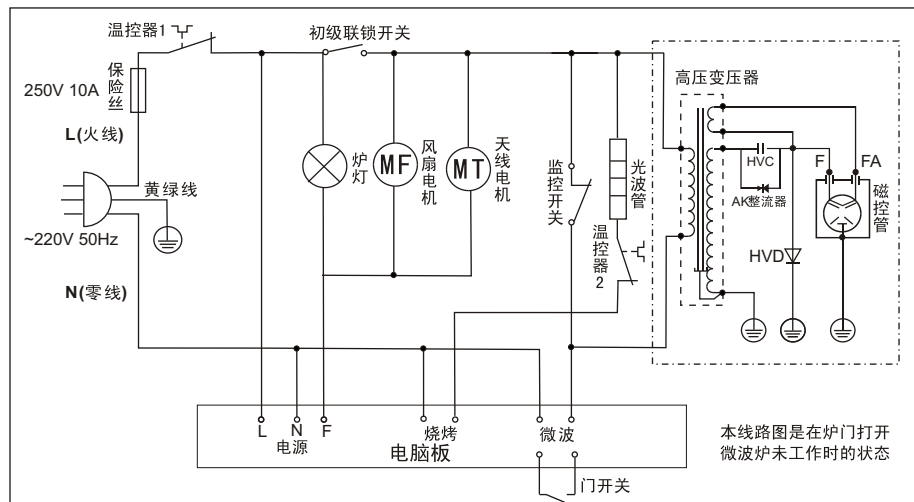 温控器1
初级联锁开关
250V 10A
保险丝
L(火线)
黄绿线
~220V 50Hz
N(零线)
炉灯
MF
风扇电机
MT
天线电机
监控开关
光波管
温控器2
高压变压器
HVC
AK整流器
HVD
F
FA
磁控管
L
N
F
电源
烧烤
微波
电脑板
门开关
本线路图是在炉门打开
微波炉未工作时的状态